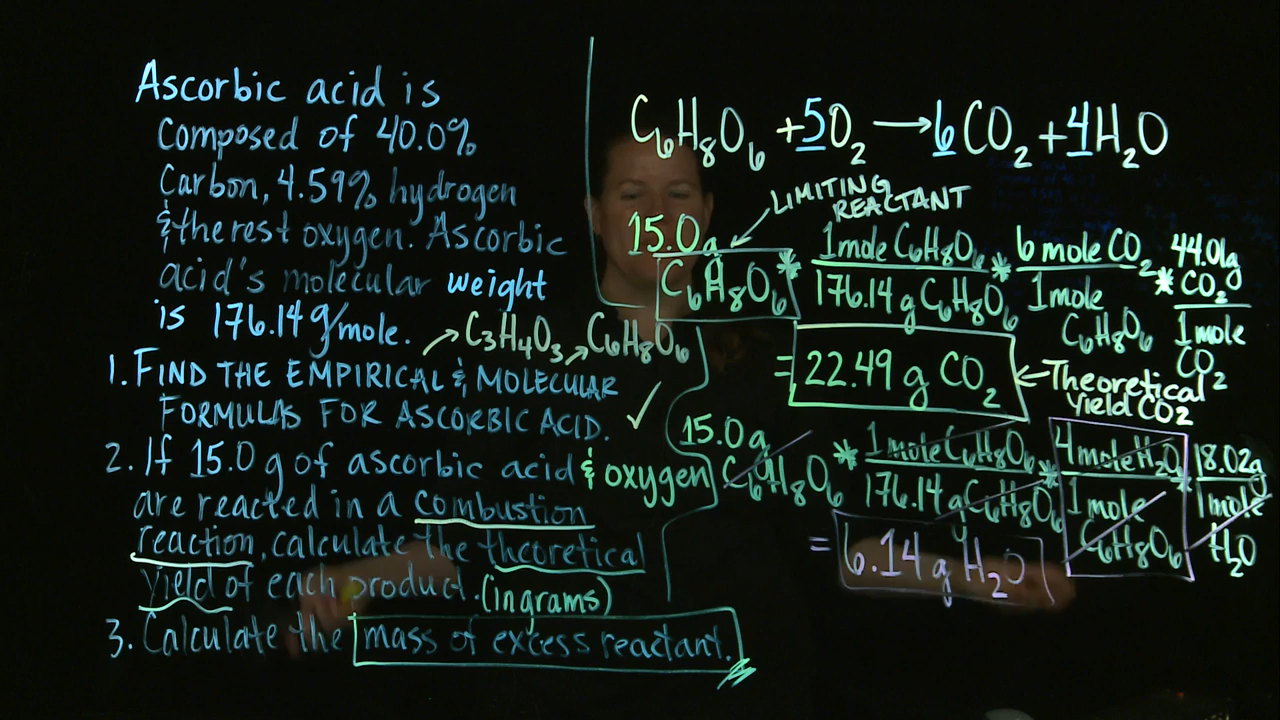 Ascorbic acid is
Composed of 40.0%
Carbon, 4.59% hydrogen
& the rest oxygen. Ascorbic
acid's molecular weight
is 176.14 g/mole.
→ C₃H₄O₃ → C₆H₈O₆
1. FIND THE EMPIRICAL & MOLECULAR
FORMULAS FOR ASCORBIC ACID. ✓
2. If 15.0 g of ascorbic acid & oxygen
are reacted in a combustion
reaction, calculate the theoretical
yield of each product. (in grams)
3. Calculate the mass of excess reactant.
C₆H₈O₆ + 5O₂ → 6CO₂ + 4H₂O
LIMITING
REACTANT
15.0 g
C₆H₈O₆ * 1 mole C₆H₈O₆ * 6 mole CO₂ * 44.01g CO₂
176.14 g C₆H₈O₆ 1 mole C₆H₈O₆ 1 mole CO₂
= 22.49 g CO₂ ← Theoretical
Yield CO₂
15.0 g
C₆H₈O₆ * 1 mole C₆H₈O₆ * 4 mole H₂O * 18.02g
176.14 g C₆H₈O₆ 1 mole C₆H₈O₆ 1 mole H₂O
= 6.14 g H₂O